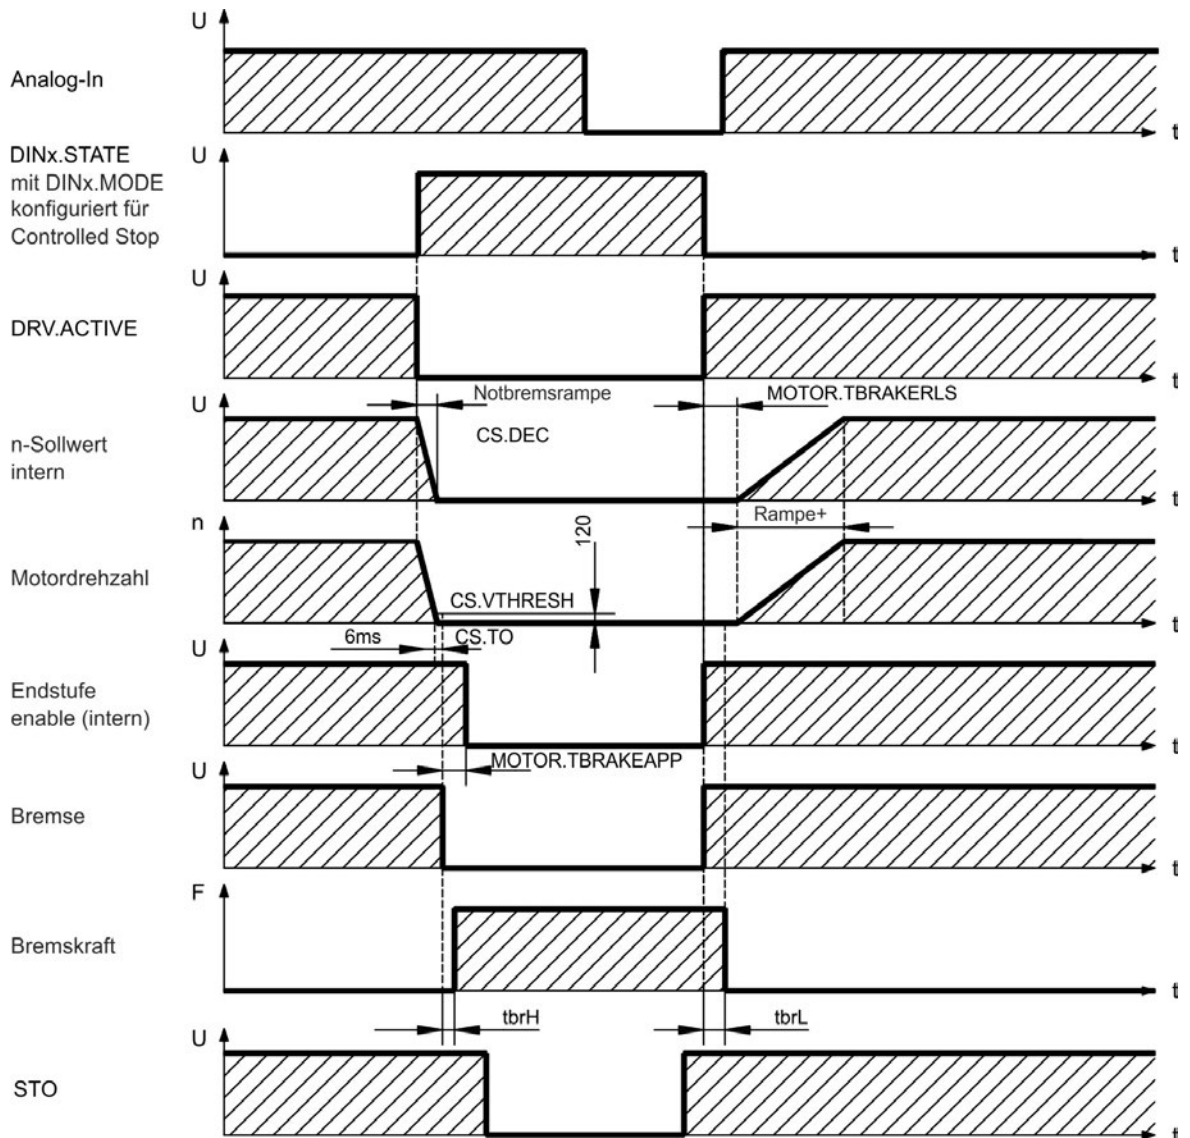 U
Analog-In
t
DINx.STATE
mit DINx.MODE
konfiguriert für
Controlled Stop
U
t
U
DRV.ACTIVE
t
Notbremsrampe
MOTOR.TBRAKERLS
U
CS.DEC
n-Sollwert
intern
t
Rampe+
n
120
Motordrehzahl
CS.VTHRESH
t
6ms
CS.TO
U
Endstufe
enable (intern)
t
MOTOR.TBRAKEAPP
U
Bremse
t
F
Bremskraft
t
tbrH
tbrL
U
STO
t